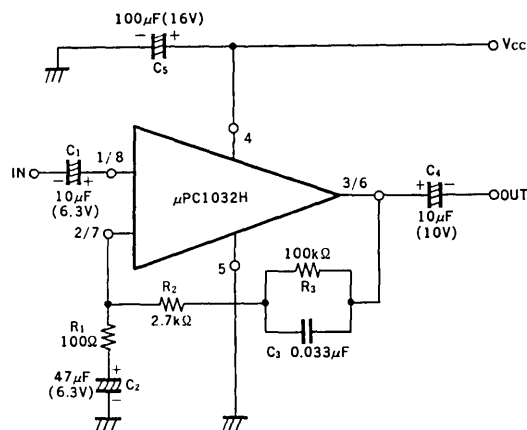 100μF(16V)
- +
C5
VCC
4
C1
IN
- +
10μF
(6.3V)
1/8
μPC1032H
3/6
C4
+ -
OUT
10μF
(10V)
2/7
5
100kΩ
R3
R2
2.7kΩ
C3 0.033μF
R1
100Ω
47μF
(6.3V)
+
C2
-